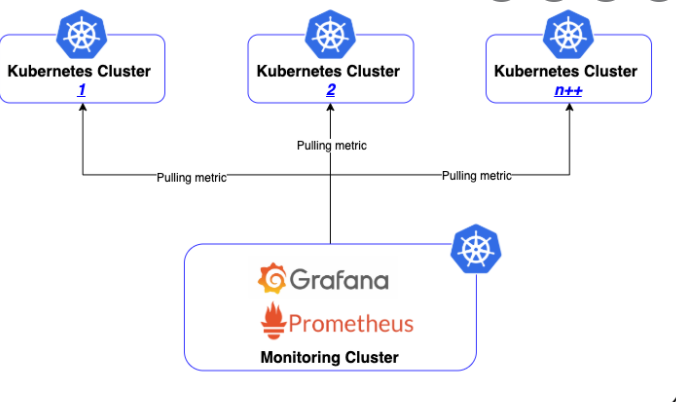 Kubernetes Cluster
1
Kubernetes Cluster
2
Kubernetes Cluster
n++
Pulling metric
Pulling metric
Pulling metric
Grafana
Prometheus
Monitoring Cluster